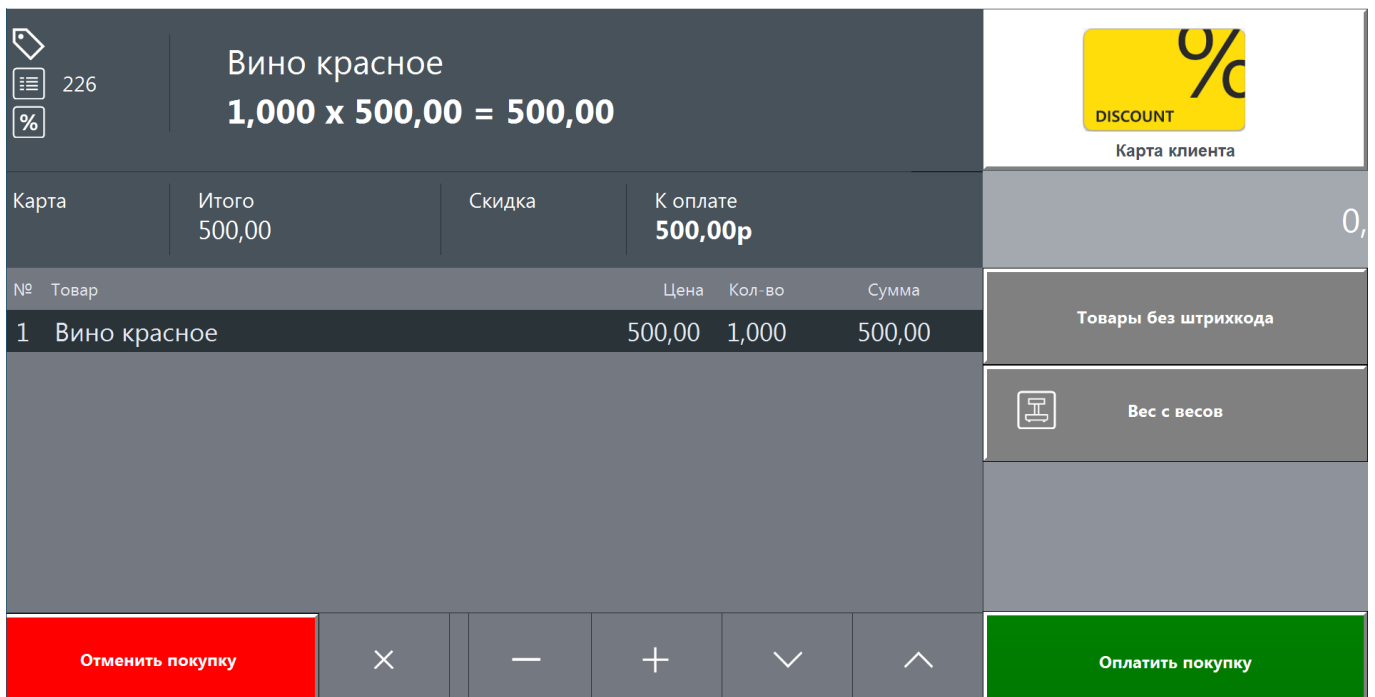 226
%
Вино красное
1,000 x 500,00 = 500,00
%
DISCOUNT
Карта клиента
Карта
Итого
500,00
Скидка
К оплате
500,00р
0,
№ Товар Цена Кол-во Сумма
1 Вино красное 500,00 1,000 500,00
Товары без штрихкода
Вес с весов
Отменить покупку
Оплатить покупку